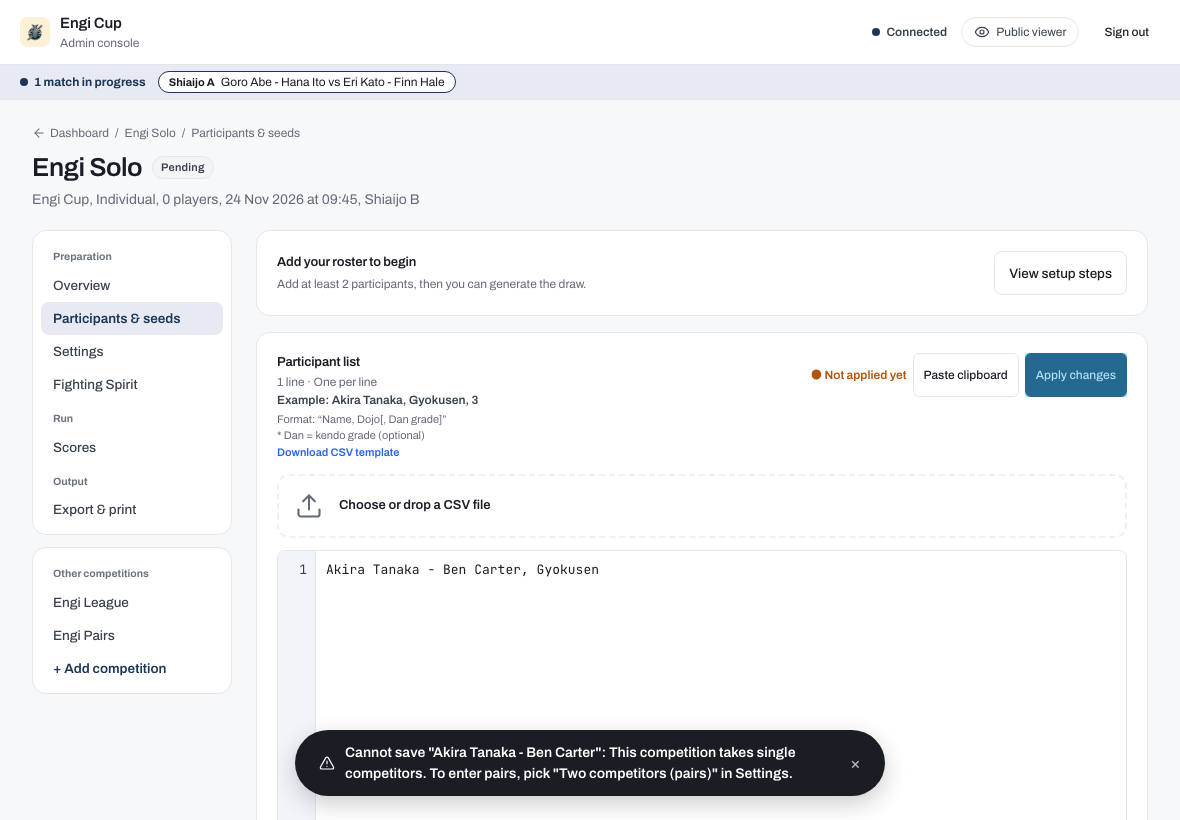 Engi Cup
Admin console
Connected
Public viewer
Sign out
1 match in progress
Shiaijo A Goro Abe - Hana Ito vs Eri Kato - Finn Hale
Dashboard / Engi Solo / Participants & seeds
Engi Solo
Pending
Engi Cup, Individual, 0 players, 24 Nov 2026 at 09:45, Shiaijo B
Preparation
Overview
Participants & seeds
Settings
Fighting Spirit
Run
Scores
Output
Export & print
Other competitions
Engi League
Engi Pairs
+ Add competition
Add your roster to begin
Add at least 2 participants, then you can generate the draw.
View setup steps
Participant list
1 line · One per line
Example: Akira Tanaka, Gyokusen, 3
Format: “Name, Dojo[, Dan grade]”
* Dan = kendo grade (optional)
Download CSV template
Not applied yet
Paste clipboard
Apply changes
Choose or drop a CSV file
1 Akira Tanaka - Ben Carter, Gyokusen
Cannot save "Akira Tanaka - Ben Carter": This competition takes single
competitors. To enter pairs, pick "Two competitors (pairs)" in Settings.
×